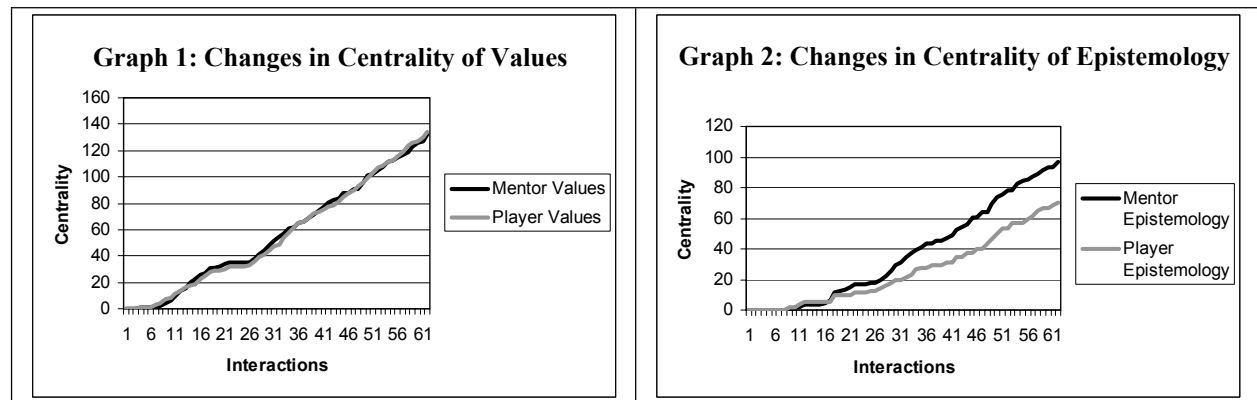 Graph 1: Changes in Centrality of Values
160
140
120
100
80
60
40
20
0
Centrality
1 6 11 16 21 26 31 36 41 46 51 56 61
Interactions
Mentor Values
Player Values
Graph 2: Changes in Centrality of Epistemology
120
100
80
60
40
20
0
Centrality
1 6 11 16 21 26 31 36 41 46 51 56 61
Interactions
Mentor
Epistemology
Player
Epistemology